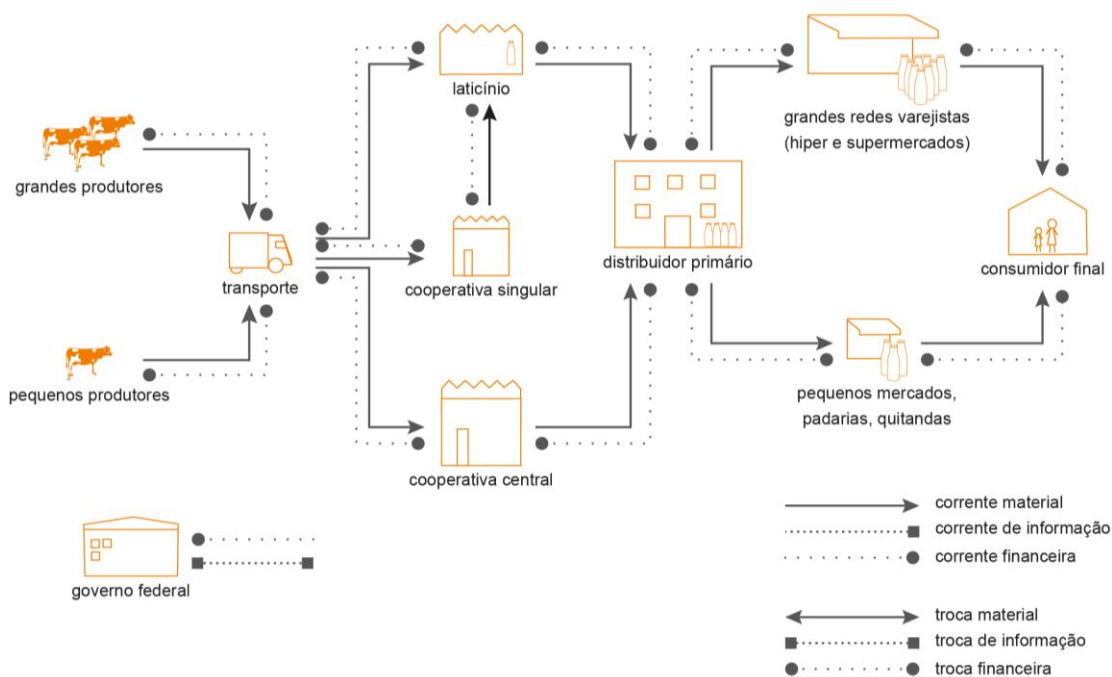 laticínio
grandes redes varejistas
(hiper e supermercados)
grandes produtores
distribuidor primário
consumidor final
transporte
cooperativa singular
pequenos produtores
pequenos mercados,
padarias, quitandas
cooperativa central
corrente material
corrente de informação
corrente financeira
governo federal
troca material
troca de informação
troca financeira